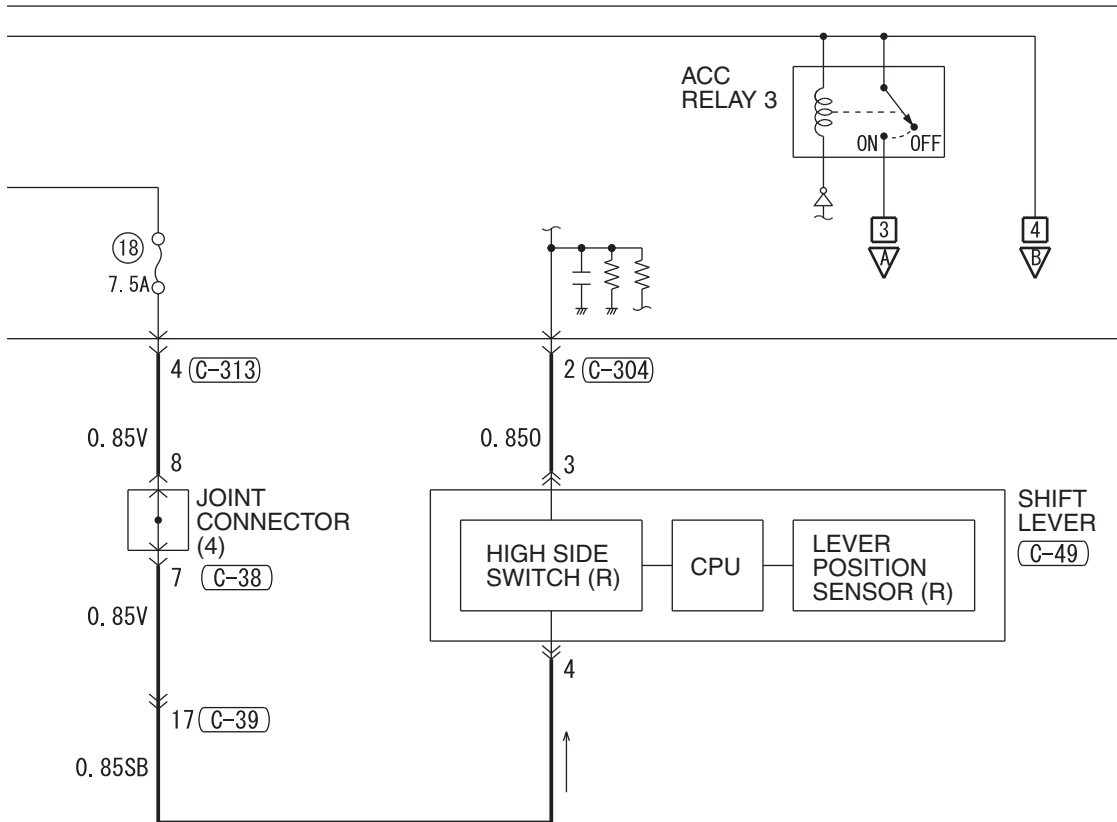 ACC
RELAY 3
ON
OFF
18
7.5A
3
4
A
B
4
C-313
2
C-304
0.85V
0.85O
8
3
JOINT
CONNECTOR
(4)
SHIFT
LEVER
C-49
HIGH SIDE
SWITCH (R)
CPU
LEVER
POSITION
SENSOR (R)
7
C-38
0.85V
4
17
C-39
0.85SB